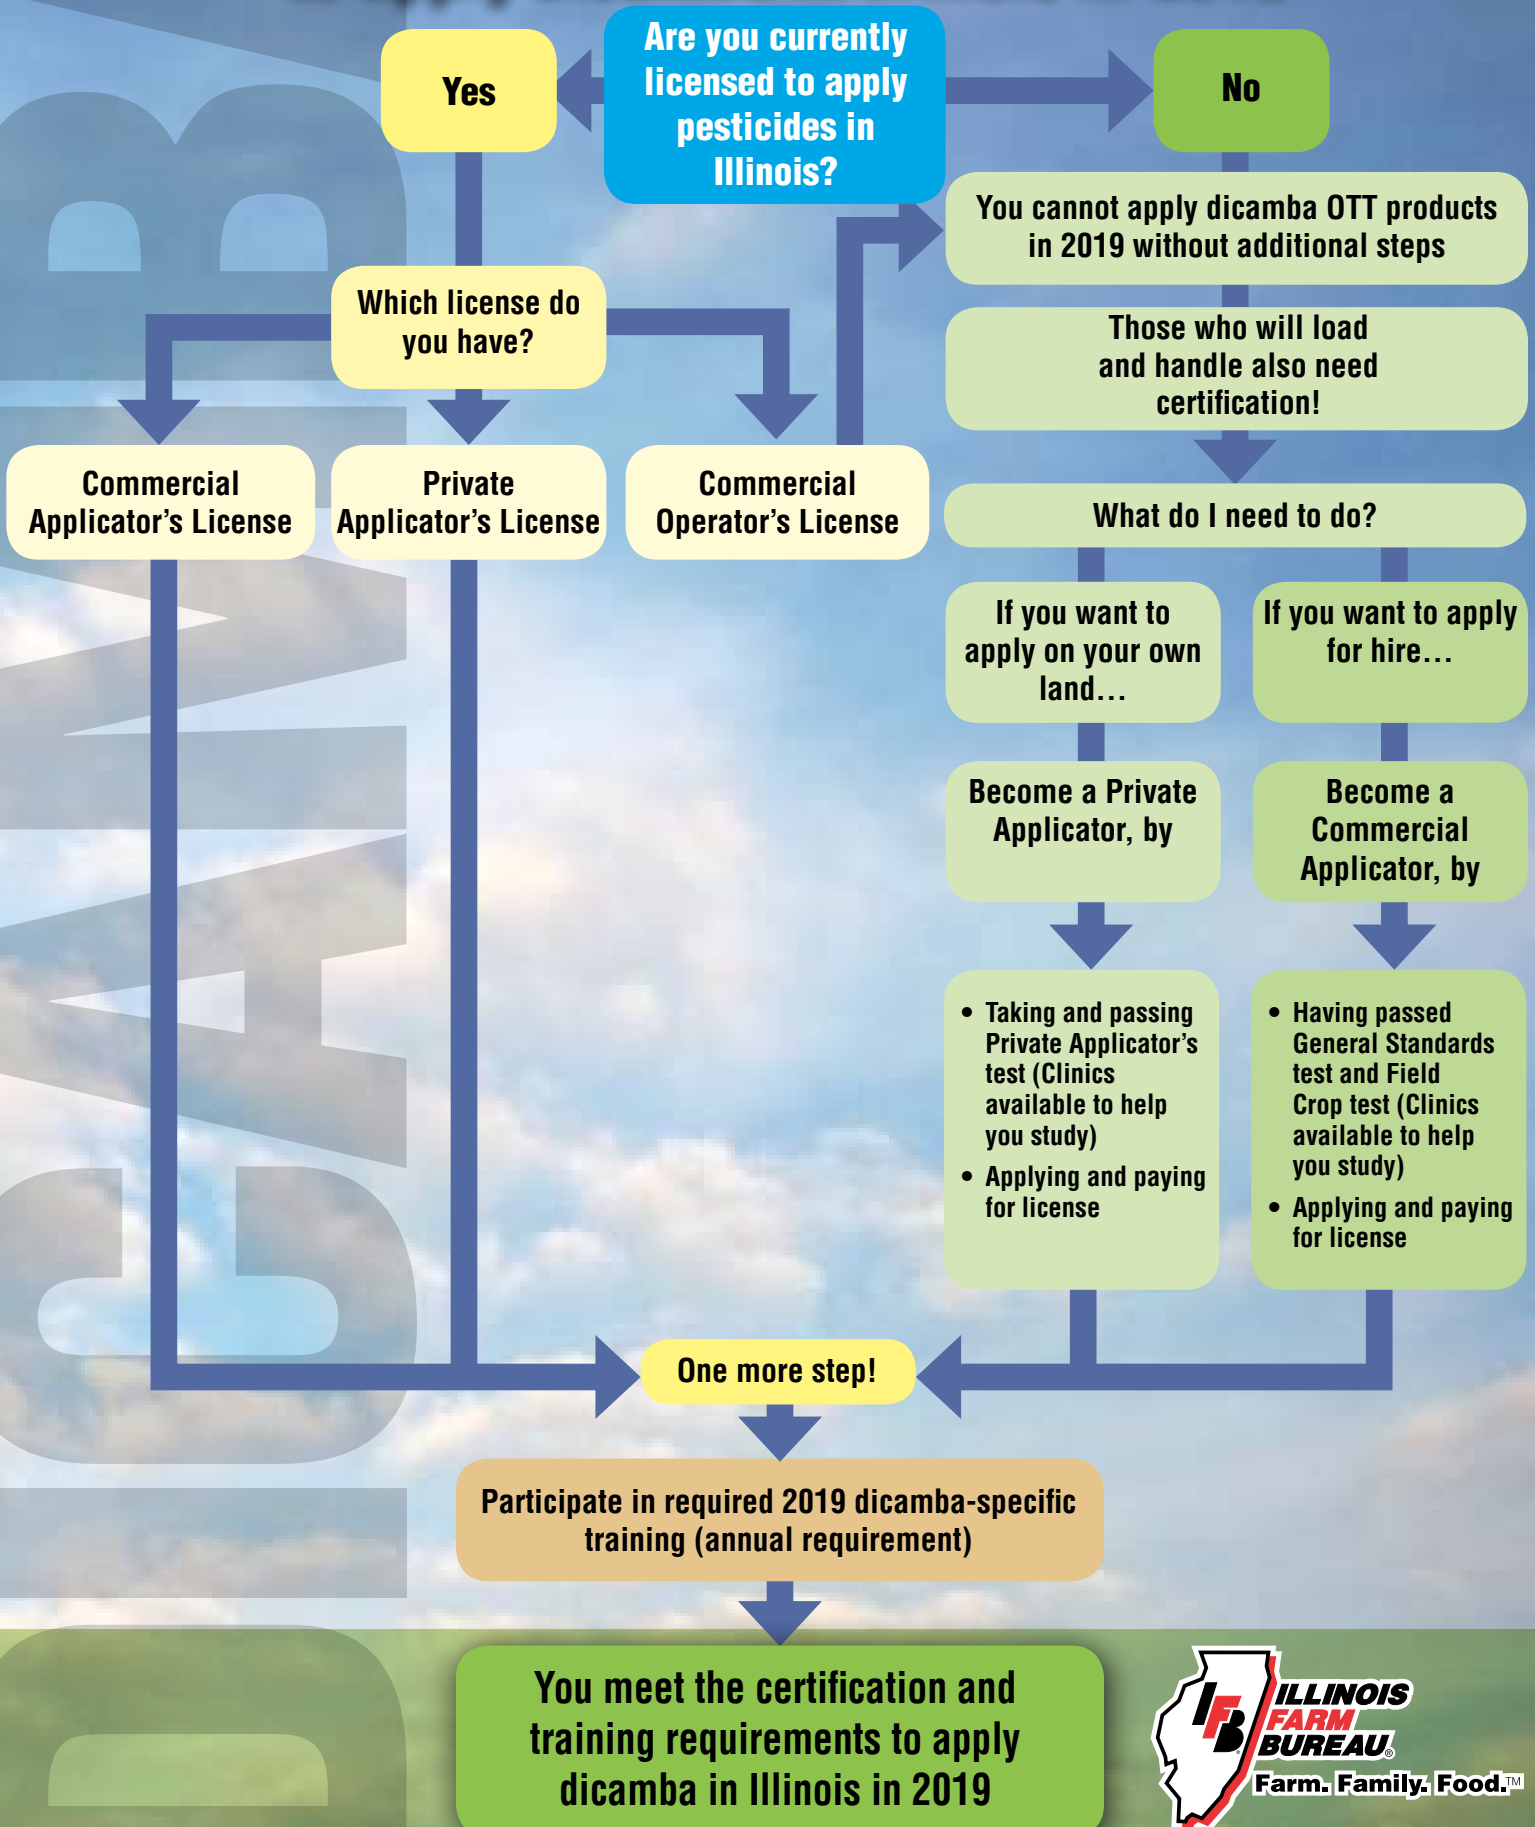 Are you currently
licensed to apply
pesticides in
Illinois?
Yes
No
You cannot apply dicamba OTT products
in 2019 without additional steps
Which license do
you have?
Those who will load
and handle also need
certification!
Commercial
Applicator’s License
Private
Applicator’s License
Commercial
Operator’s License
What do I need to do?
If you want to
apply on your own
land…
If you want to apply
for hire…
Become a Private
Applicator, by
Become a
Commercial
Applicator, by
• Taking and passing
Private Applicator’s
test (Clinics
available to help
you study)
• Applying and paying
for license
• Having passed
General Standards
test and Field
Crop test (Clinics
available to help
you study)
• Applying and paying
for license
One more step!
Participate in required 2019 dicamba-specific
training (annual requirement)
You meet the certification and
training requirements to apply
dicamba in Illinois in 2019
IFB
ILLINOIS
FARM
BUREAU®
Farm. Family. Food.™
DICAMB